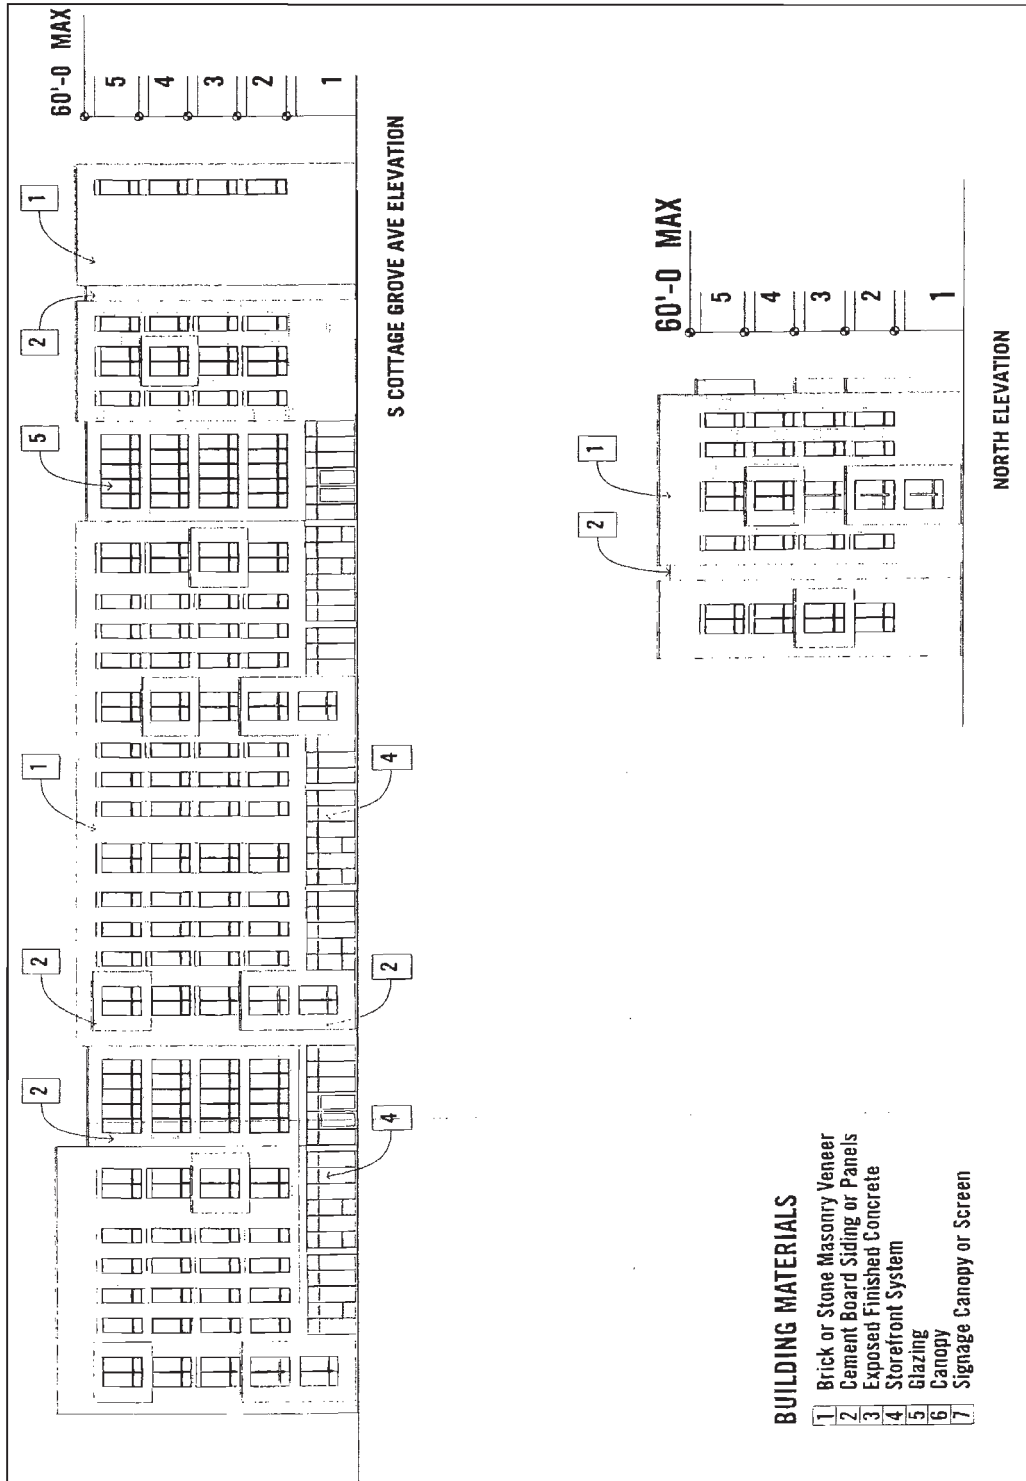 2
2
1
5
2
1
60'-0 MAX
5
4
3
2
1
4
2
4
S COTTAGE GROVE AVE ELEVATION
2
1
60'-0 MAX
5
4
3
2
1
NORTH ELEVATION
BUILDING MATERIALS
1 Brick or Stone Masonry Veneer
2 Cement Board Siding or Panels
3 Exposed Finished Concrete
4 Storefront System
5 Glazing
6 Canopy
7 Signage Canopy or Screen